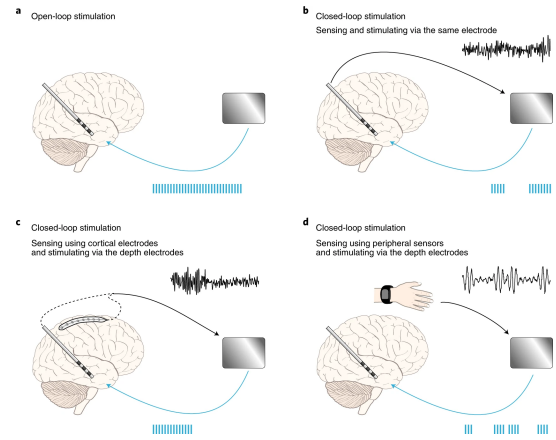 a
Open-loop stimulation
b
Closed-loop stimulation
Sensing and stimulating via the same electrode
c
Closed-loop stimulation
Sensing using cortical electrodes
and stimulating via the depth electrodes
d
Closed-loop stimulation
Sensing using peripheral sensors
and stimulating via the depth electrodes